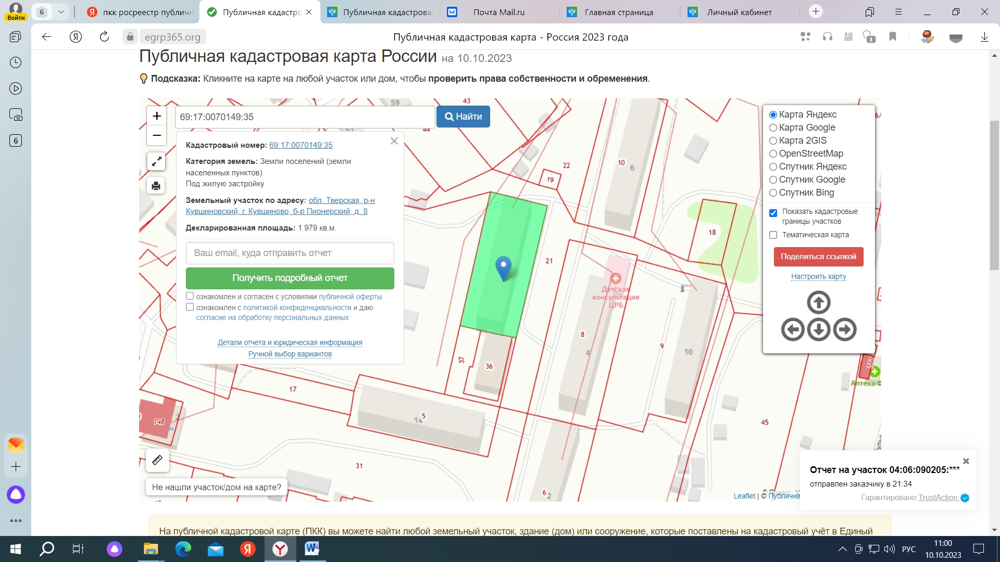 Войти
6
пкк росреестр публичн
Публичная кадастро
Публичная кадастрова
Почта Mail.ru
Главная страница
Личный кабинет
egrp365.org
Публичная кадастровая карта - Россия 2023 года
1
6
Публичная кадастровая карта России на 10.10.2023
Подсказка: Кликните на карте на любой участок или дом, чтобы проверить права собственности и обременения.
+
−
69:17:0070149:35
Найти
Кадастровый номер: 69:17:0070149:35
Категория земель: Земли поселений (земли
населенных пунктов)
Под жилую застройку
Земельный участок по адресу: обл. Тверская, р-н
Кувшиновский, г. Кувшиново, б-р Пионерский, д. 8
Декларированная площадь: 1 979 кв.м.
Ваш email, куда отправить отчет
Получить подробный отчет
ознакомлен и согласен с условиями публичной оферты
ознакомлен с политикой конфиденциальности и даю
согласие на обработку персональных данных
Детали отчета и юридическая информация
Ручной выбор вариантов
59
43
44
22
19
10
6
18
21
Детская
консультация
ЦРБ
8
4
9
10
37
36
17
14
5
148
2
31
6
2
45
Аптека Ф
Карта Яндекс
Карта Google
Карта 2GIS
OpenStreetMap
Спутник Яндекс
Спутник Google
Спутник Bing
Показать кадастровые
границы участков
Тематическая карта
Поделиться ссылкой
Настроить карту
Не нашли участок/дом на карте?
Leaflet | © Публична
Отчет на участок 04:06:090205:***
отправлен заказчику в 21:34
Гарантировано TrustAction
На публичной кадастровой карте (ПКК) вы можете найти любой земельный участок, здание (дом) или сооружение, которые поставлены на кадастровый учёт в Единый
РУС
11:00
10.10.2023